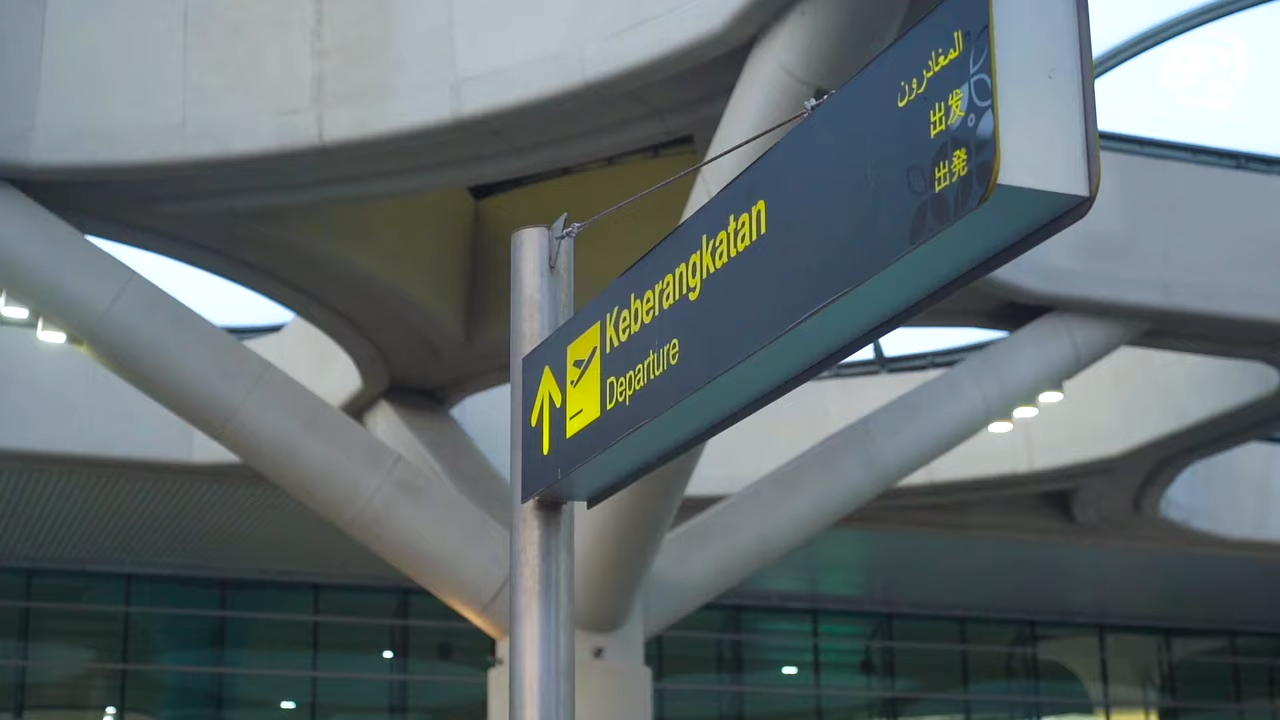 Keberangkatan
Departure
المغادرون
出发
出発